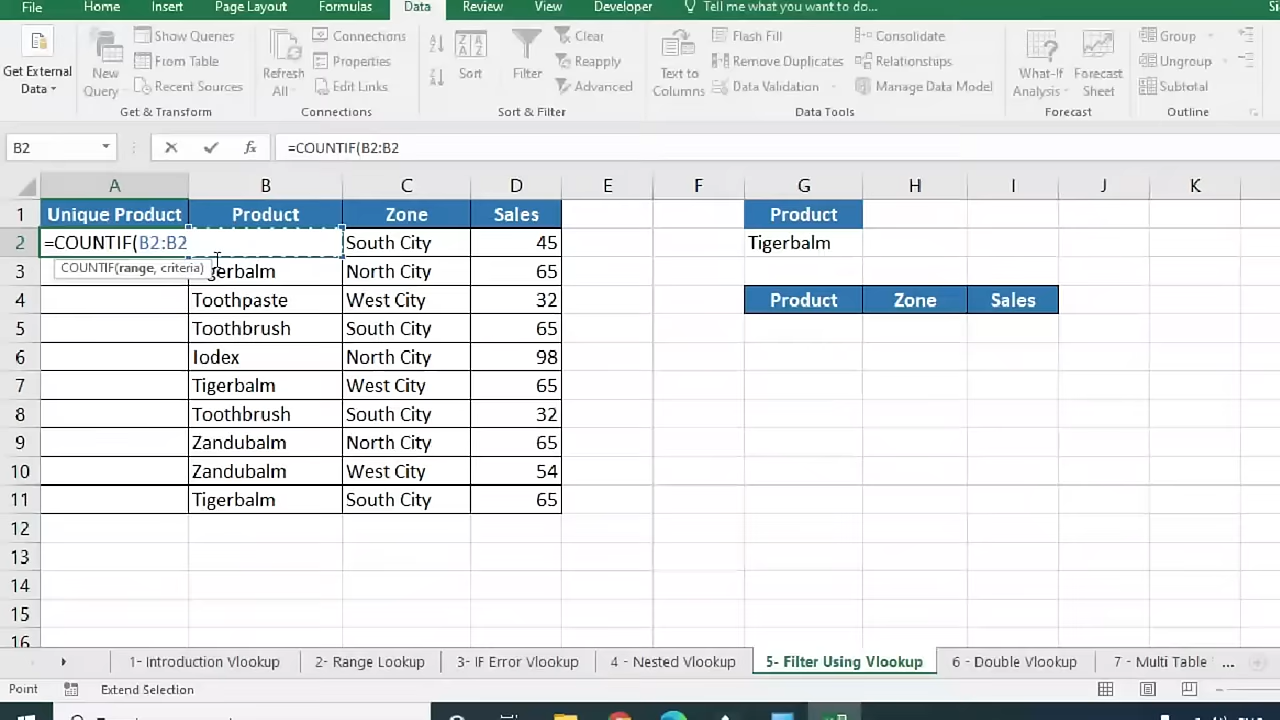 File Home Insert Page Layout Formulas Data Review View Developer Tell me what you want to do... Si
Get External Data
New Query
Show Queries
From Table
Recent Sources
Get & Transform
Refresh All
Connections
Properties
Edit Links
Connections
Sort
Filter
Clear
Reapply
Advanced
Sort & Filter
Text to Columns
Flash Fill
Remove Duplicates
Data Validation
Consolidate
Relationships
Manage Data Model
Data Tools
What-If Analysis
Forecast Sheet
Forecast
Group
Ungroup
Subtotal
Outline
B2 fx =COUNTIF(B2:B2
A B C D E F G H I J K
1 Unique Product Product Zone Sales Product
2 =COUNTIF(B2:B2 South City 45 Tigerbalm
COUNTIF(range, criteria)
3 gerbalm North City 65
4 Toothpaste West City 32 Product Zone Sales
5 Toothbrush South City 65
6 Iodex North City 98
7 Tigerbalm West City 65
8 Toothbrush South City 32
9 Zandubalm North City 65
10 Zandubalm West City 54
11 Tigerbalm South City 65
12
13
14
15
16
1- Introduction Vlookup 2- Range Lookup 3- IF Error Vlookup 4 - Nested Vlookup 5- Filter Using Vlookup 6 - Double Vlookup 7 - Multi Table ...
Point Extend Selection